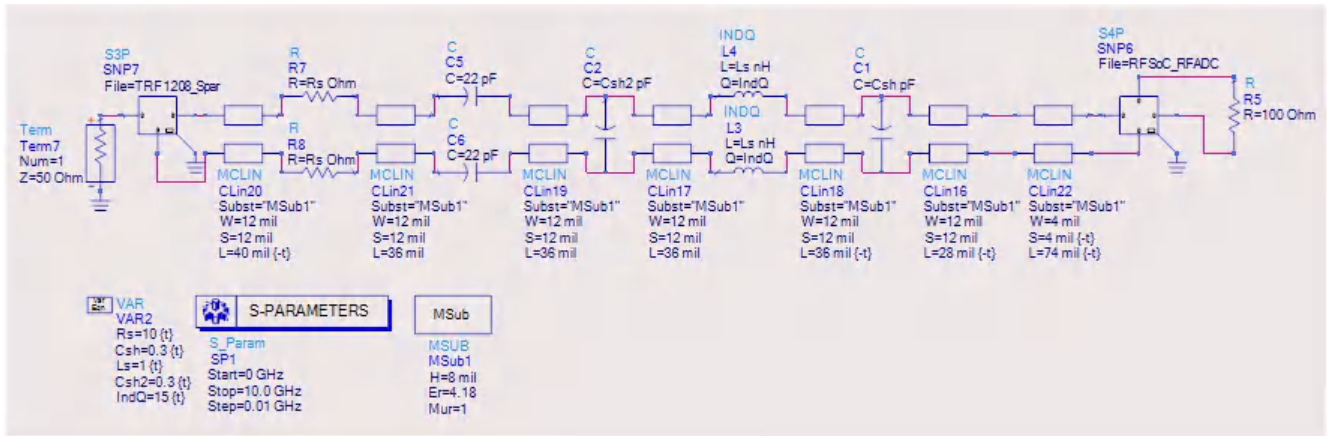 S3P
SNP7
File=TRF1208_Spar
Term
Term7
Num=1
Z=50 Ohm
R
R7
R=Rs Ohm
R
R8
R=Rs Ohm
C
C5
C=22 pF
C
C6
C=22 pF
C
C2
C=Csh2 pF
INDQ
L4
L=Ls nH
Q=IndQ
INDQ
L3
L=Ls nH
Q=IndQ
C
C1
C=Csh pF
S4P
SNP6
File=RFSoC_RFADC
R
R5
R=100 Ohm
MCLIN
CLin20
Subst="MSub1"
W=12 mil
S=12 mil
L=40 mil {-t}
MCLIN
CLin21
Subst="MSub1"
W=12 mil
S=12 mil
L=36 mil
MCLIN
CLin19
Subst="MSub1"
W=12 mil
S=12 mil
L=36 mil
MCLIN
CLin17
Subst="MSub1"
W=12 mil
S=12 mil
L=36 mil
MCLIN
CLin18
Subst="MSub1"
W=12 mil
S=12 mil
L=36 mil {-t}
MCLIN
CLin16
Subst="MSub1"
W=12 mil
S=12 mil
L=28 mil {-t}
MCLIN
CLin22
Subst="MSub1"
W=4 mil
S=4 mil {-t}
L=74 mil {-t}
VAR
VAR2
Rs=10 {t}
Csh=0.3 {t}
Ls=1 {t}
Csh2=0.3 {t}
IndQ=15 {t}
S-PARAMETERS
S_Param
SP1
Start=0 GHz
Stop=10.0 GHz
Step=0.01 GHz
MSub
MSUB
MSub1
H=8 mil
Er=4.18
Mur=1